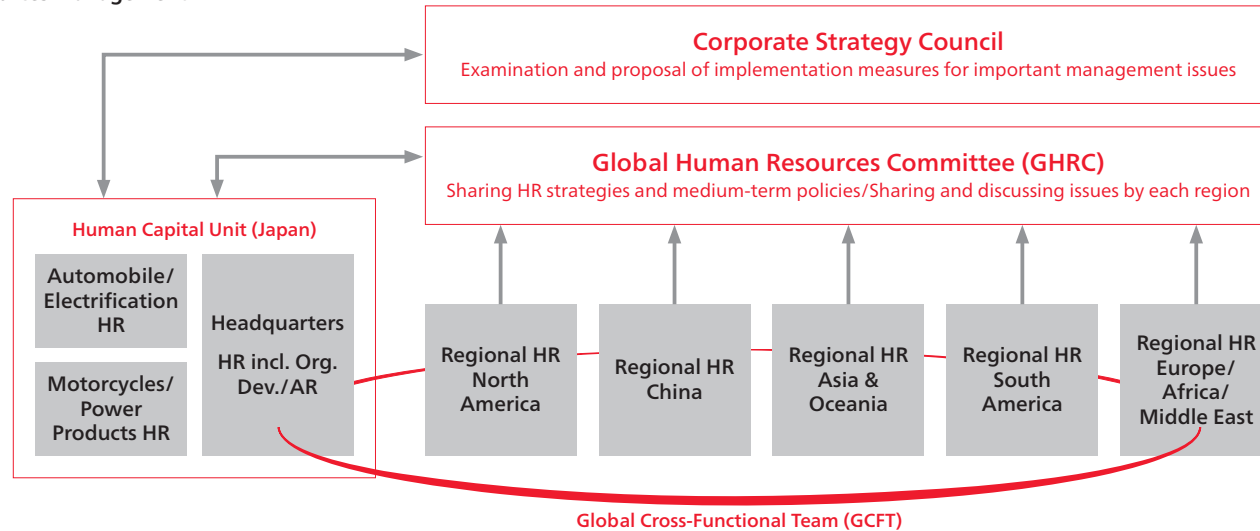 Corporate Strategy Council
Examination and proposal of implementation measures for important management issues
Global Human Resources Committee (GHRC)
Sharing HR strategies and medium-term policies/Sharing and discussing issues by each region
Human Capital Unit (Japan)
Automobile/
Electrification
HR
Motorcycles/
Power
Products HR
Headquarters
HR incl. Org.
Dev./AR
Regional HR
North
America
Regional HR
China
Regional HR
Asia &
Oceania
Regional HR
South
America
Regional HR
Europe/
Africa/
Middle East
Global Cross-Functional Team (GCFT)